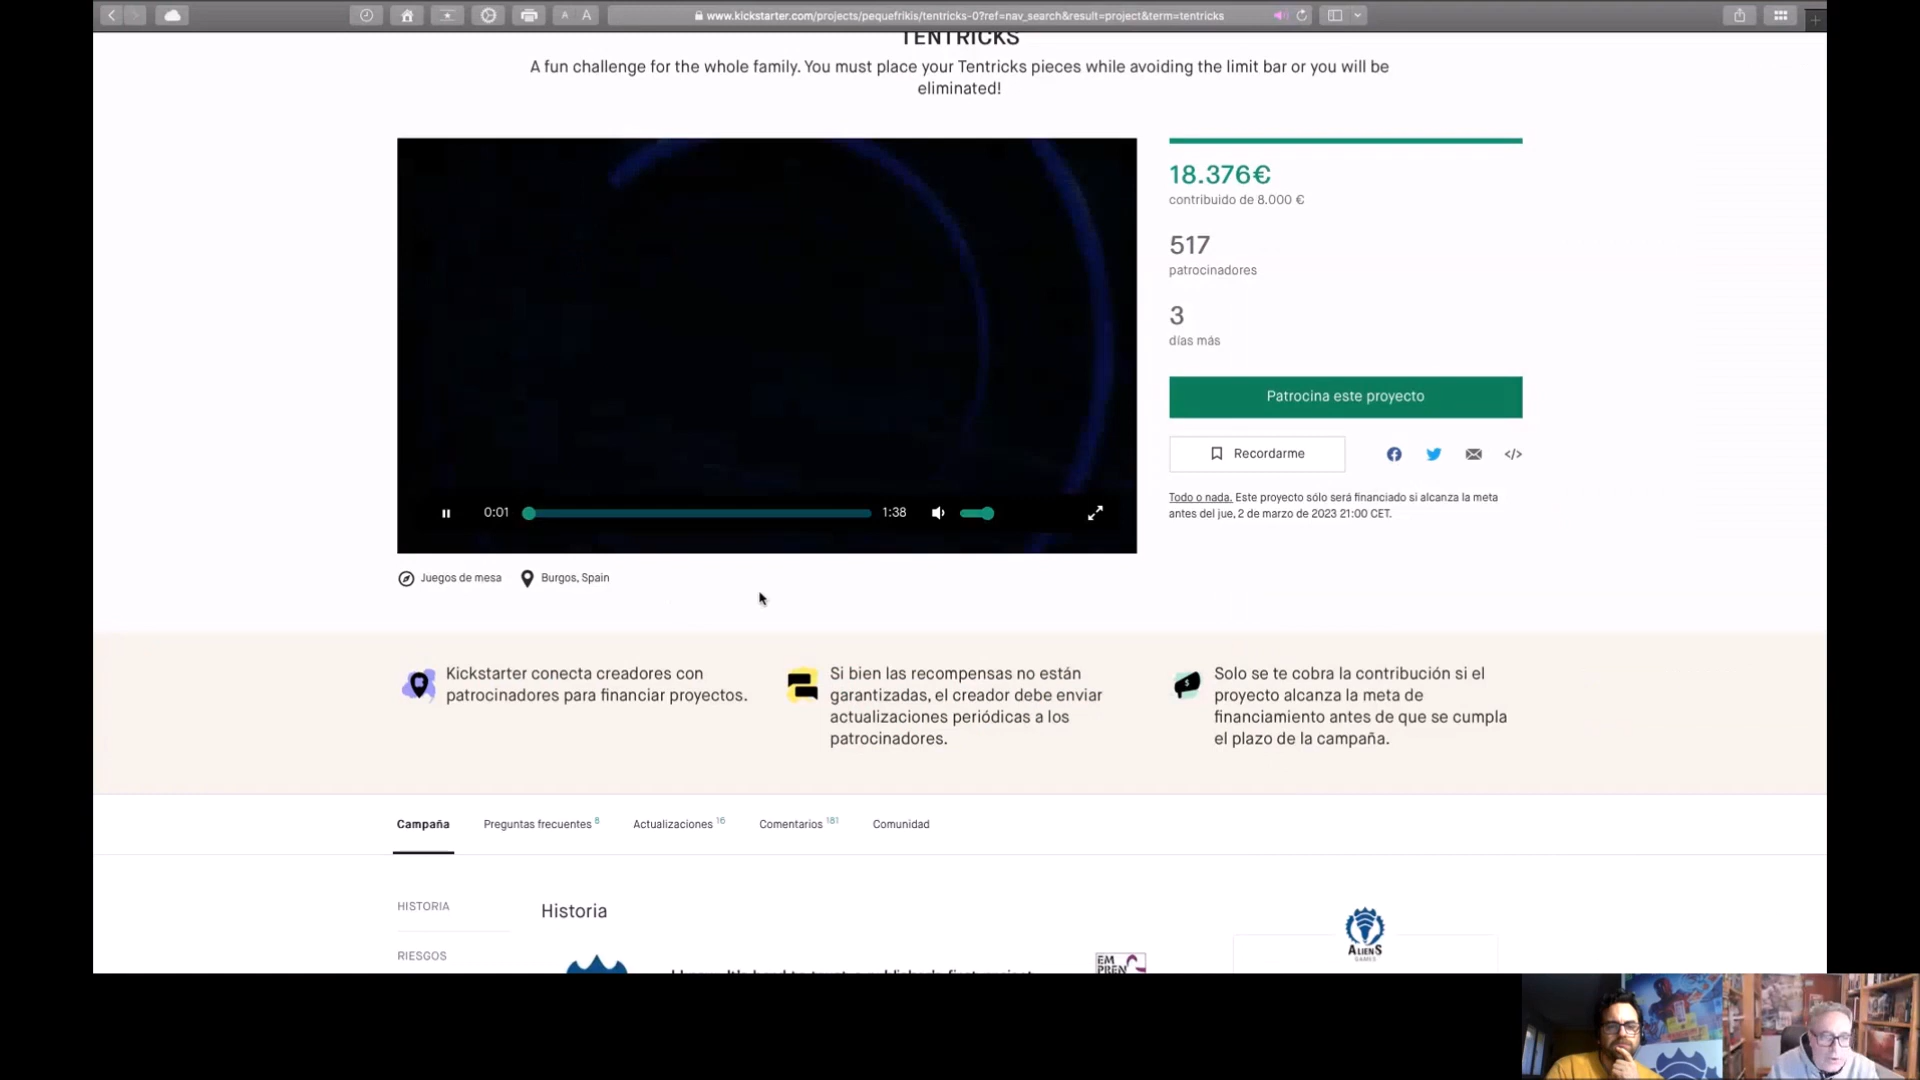 www.kickstarter.com/projects/pequefrikis/tentricks-0?ref=nav_search&result=project&term=tentricks
A A
TENTRICKS
A fun challenge for the whole family. You must place your Tentricks pieces while avoiding the limit bar or you will be
eliminated!
18.376€
contribuido de 8.000 €
517
patrocinadores
3
días más
Patrocina este proyecto
Recordarme
</>
Todo o nada. Este proyecto sólo será financiado si alcanza la meta
antes del jue, 2 de marzo de 2023 21:00 CET.
0:01
1:38
Juegos de mesa
Burgos, Spain
Kickstarter conecta creadores con
patrocinadores para financiar proyectos.
Si bien las recompensas no están
garantizadas, el creador debe enviar
actualizaciones periódicas a los
patrocinadores.
Solo se te cobra la contribución si el
proyecto alcanza la meta de
financiamiento antes de que se cumpla
el plazo de la campaña.
Campaña
Preguntas frecuentes 8
Actualizaciones 16
Comentarios 181
Comunidad
HISTORIA
RIESGOS
Historia
EM
PREN
ALIENS
GAMES